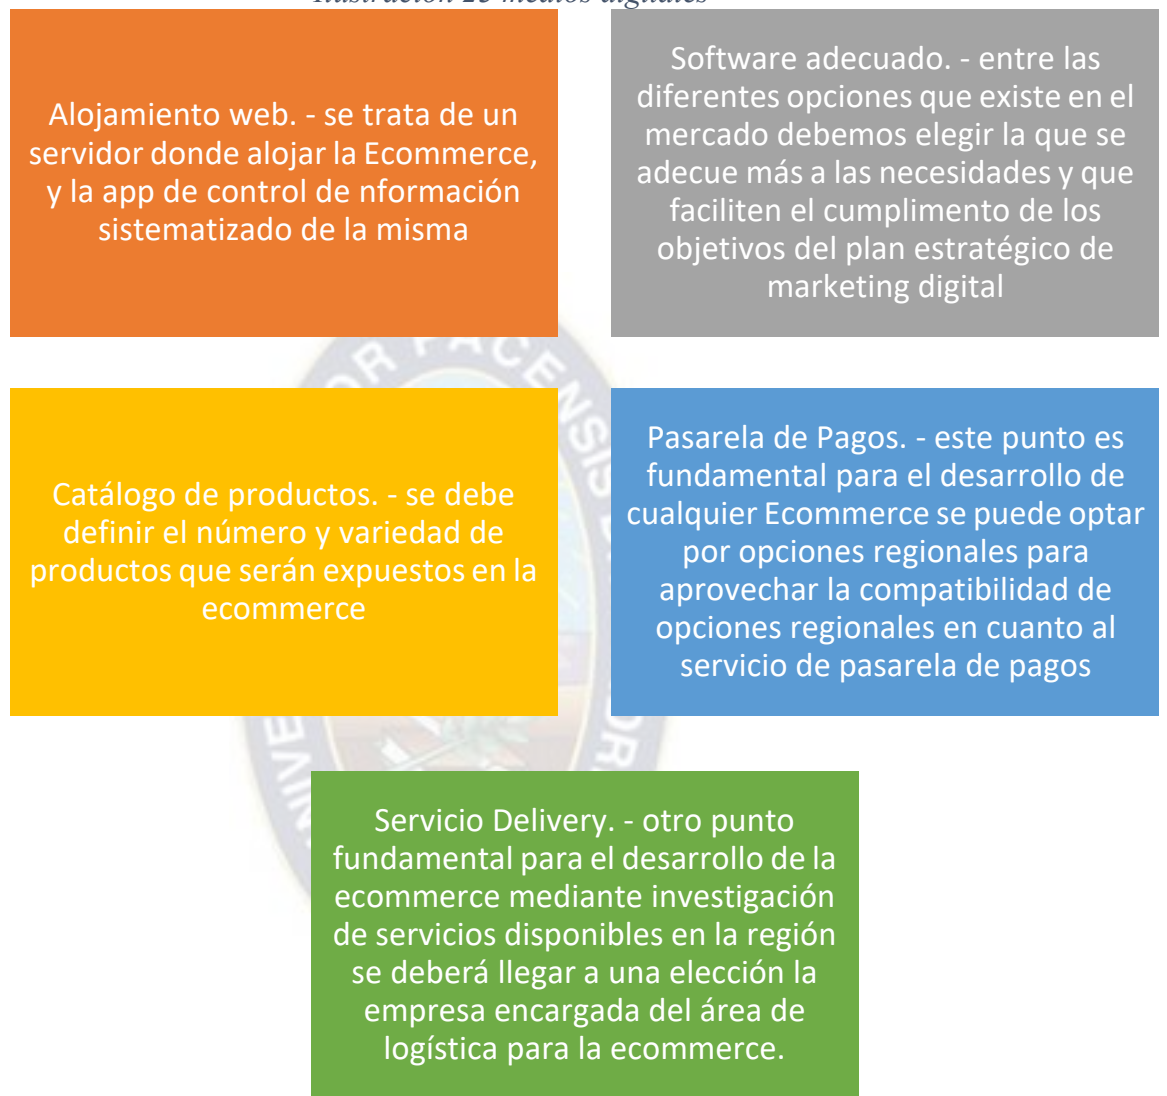 Ilustración 25 medios digitales
Alojamiento web. - se trata de un
servidor donde alojar la Ecommerce,
y la app de control de nformación
sistematizado de la misma
Software adecuado. - entre las
diferentes opciones que existe en el
mercado debemos elegir la que se
adecue más a las necesidades y que
faciliten el cumplimento de los
objetivos del plan estratégico de
marketing digital
Catálogo de productos. - se debe
definir el número y variedad de
productos que serán expuestos en la
ecommerce
Pasarela de Pagos. - este punto es
fundamental para el desarrollo de
cualquier Ecommerce se puede optar
por opciones regionales para
aprovechar la compatibilidad de
opciones regionales en cuanto al
servicio de pasarela de pagos
Servicio Delivery. - otro punto
fundamental para el desarrollo de la
ecommerce mediante investigación
de servicios disponibles en la región
se deberá llegar a una elección la
empresa encargada del área de
logística para la ecommerce.